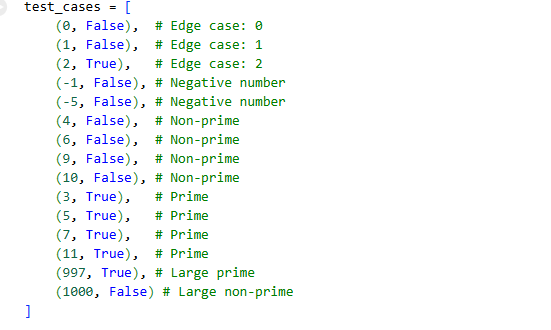 test_cases = [
    (0, False),  # Edge case: 0
    (1, False),  # Edge case: 1
    (2, True),   # Edge case: 2
    (-1, False), # Negative number
    (-5, False), # Negative number
    (4, False),  # Non-prime
    (6, False),  # Non-prime
    (9, False),  # Non-prime
    (10, False), # Non-prime
    (3, True),   # Prime
    (5, True),   # Prime
    (7, True),   # Prime
    (11, True),  # Prime
    (997, True), # Large prime
    (1000, False) # Large non-prime
]